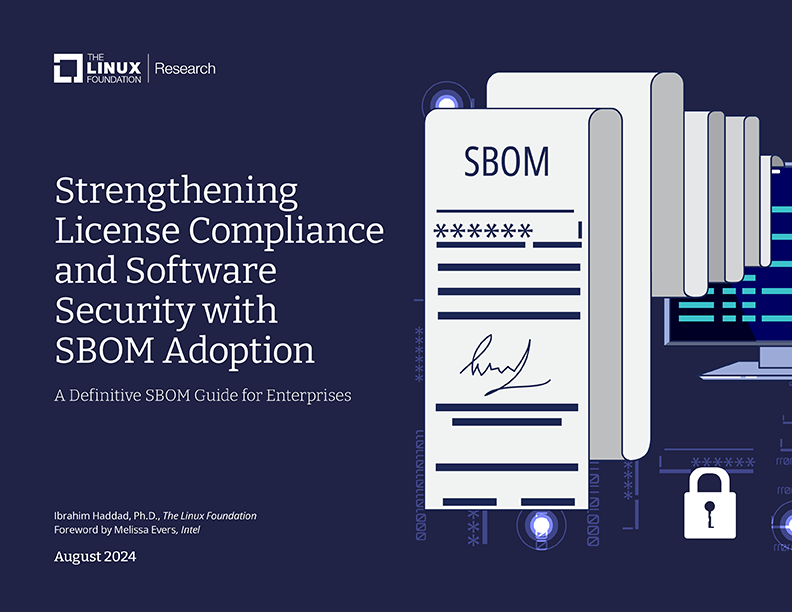 THE
LINUX
FOUNDATION
Research
Strengthening
License Compliance
and Software
Security with
SBOM Adoption
A Definitive SBOM Guide for Enterprises
Ibrahim Haddad, Ph.D., The Linux Foundation
Foreword by Melissa Evers, Intel
August 2024
SBOM
******
******